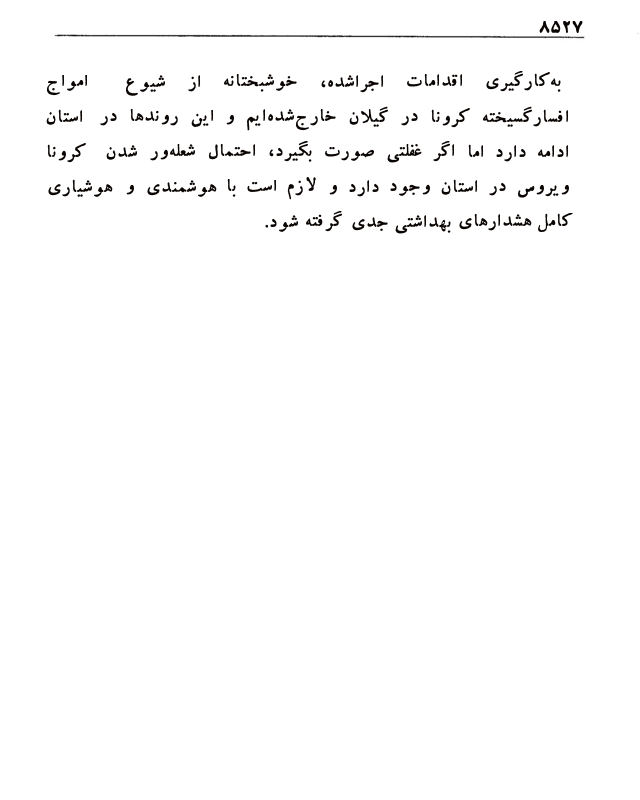 ۸۵۲۷
به‌کارگیری اقدامات اجراشده، خوشبختانه از شیوع امواج
افسارگسیخته کرونا در گیلان خارج‌شده‌ایم و این روندها در استان
ادامه دارد اما اگر غفلتی صورت بگیرد، احتمال شعله‌ور شدن کرونا
ویروس در استان وجود دارد و لازم است با هوشمندی و هوشیاری
کامل هشدارهای بهداشتی جدی گرفته شود.